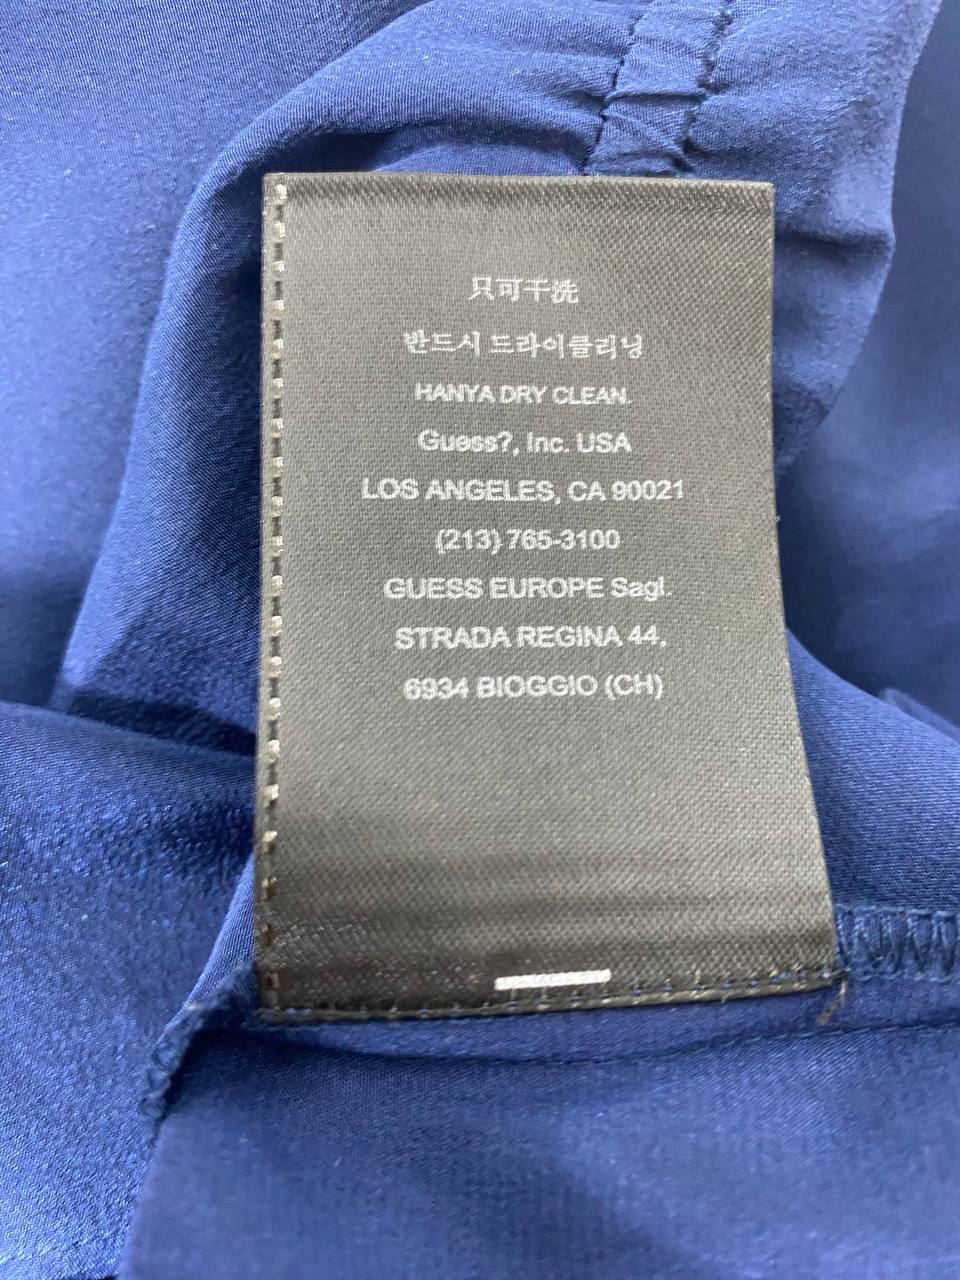 只可干洗
반드시 드라이클리닝
HANYA DRY CLEAN.
Guess?, Inc. USA
LOS ANGELES, CA 90021
(213) 765-3100
GUESS EUROPE Sagl.
STRADA REGINA 44,
6934 BIOGGIO (CH)